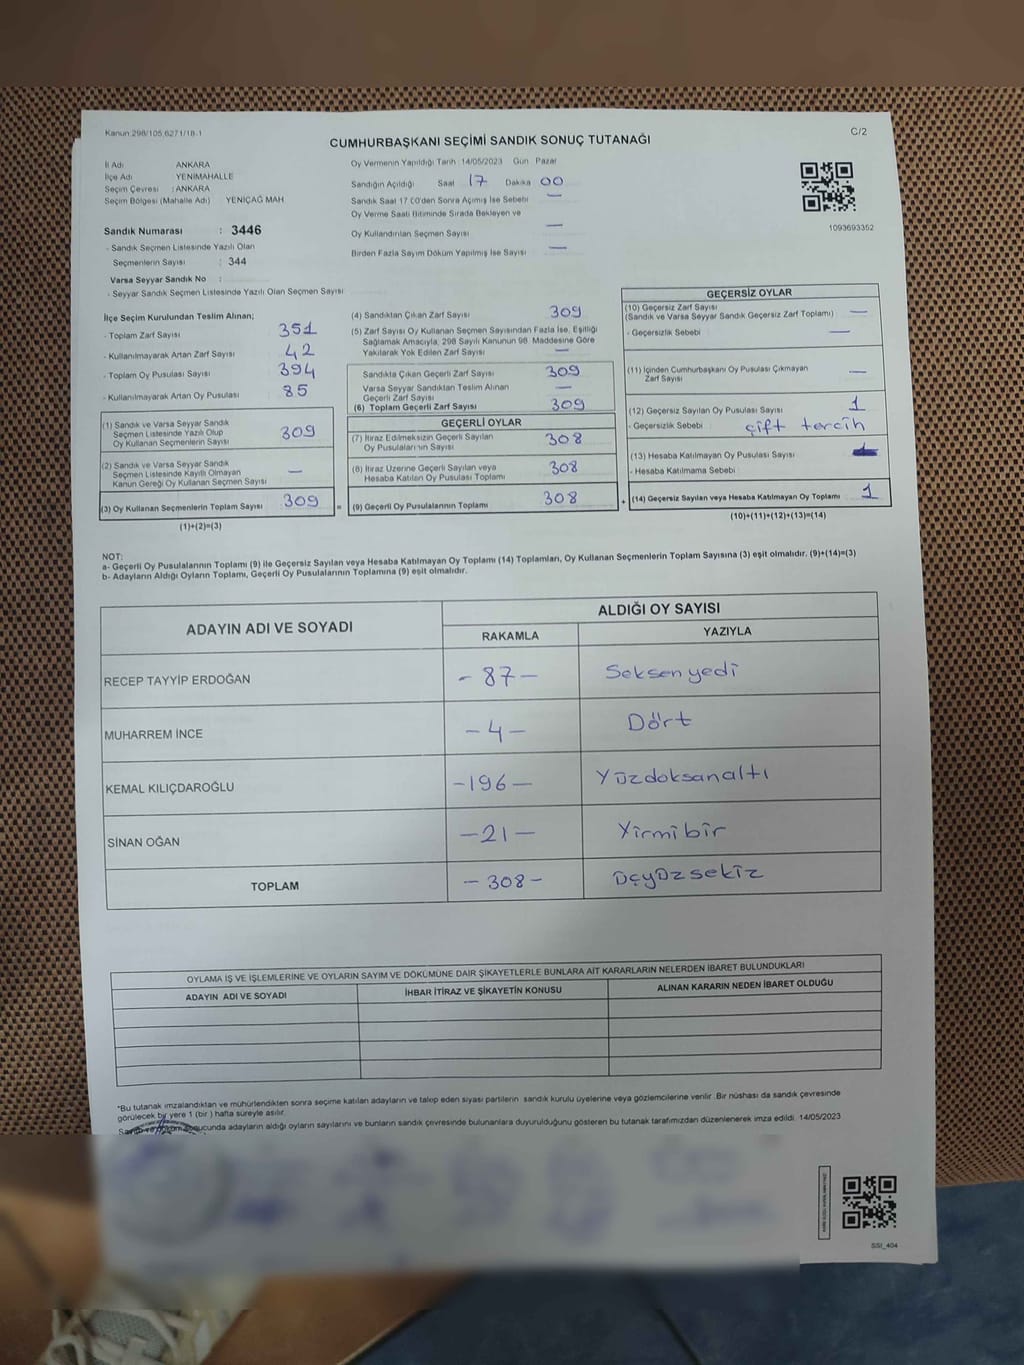 Kanun 298/105,6271/18-1
C/2
CUMHURBAŞKANI SEÇİMİ SANDIK SONUÇ TUTANAĞI
İl Adı ANKARA
İlçe Adı YENİMAHALLE
Seçim Çevresi : ANKARA
Seçim Bölgesi (Mahalle Adı) YENİÇAĞ MAH
Sandık Numarası : 3446
- Sandık Seçmen Listesinde Yazılı Olan
Seçmenlerin Sayısı : 344
Varsa Seyyar Sandık No :
- Seyyar Sandık Seçmen Listesinde Yazılı Olan Seçmen Sayısı
Oy Vermenin Yapıldığı Tarih : 14/05/2023 Gün Pazar
Sandığın Açıldığı Saat 17 Dakika 00
Sandık Saat 17.00'den Sonra Açımış İse Sebebi —
Oy Verme Saati Bitiminde Sırada Bekleyen ve
Oy Kullandırılan Seçmen Sayısı —
Birden Fazla Sayım Döküm Yapılmış İse Sayısı —
1093693352
İlçe Seçim Kurulundan Teslim Alınan;
- Toplam Zarf Sayısı 351
- Kullanılmayarak Artan Zarf Sayısı 42
- Toplam Oy Pusulası Sayısı 394
- Kullanılmayarak Artan Oy Pusulası 85
(1) Sandık ve Varsa Seyyar Sandık
Seçmen Listesinde Yazılı Olup
Oy Kullanan Seçmenlerin Sayısı 309
(2) Sandık ve Varsa Seyyar Sandık
Seçmen Listesinde Kayıtlı Olmayan
Kanun Gereği Oy Kullanan Seçmen Sayısı —
(3) Oy Kullanan Seçmenlerin Toplam Sayısı 309
(1)+(2)=(3)
(4) Sandıktan Çıkan Zarf Sayısı 309
(5) Zarf Sayısı Oy Kullanan Seçmen Sayısından Fazla İse, Eşitliği
Sağlamak Amacıyla, 298 Sayılı Kanunun 98. Maddesine Göre
Yakılarak Yok Edilen Zarf Sayısı —
Sandıkta Çıkan Geçerli Zarf Sayısı 309
Varsa Seyyar Sandıktan Teslim Alınan
Geçerli Zarf Sayısı —
(6) Toplam Geçerli Zarf Sayısı 309
GEÇERLİ OYLAR
(7) İtiraz Edilmeksizin Geçerli Sayılan
Oy Pusulaları'nın Sayısı 308
(8) İtiraz Üzerine Geçerli Sayılan veya
Hesaba Katılan Oy Pusulası Toplamı 308
= (9) Geçerli Oy Pusulalarının Toplamı 308
GEÇERSİZ OYLAR
(10) Geçersiz Zarf Sayısı
(Sandık ve Varsa Seyyar Sandık Geçersiz Zarf Toplamı) —
- Geçersizlik Sebebi —
(11) İçinden Cumhurbaşkanı Oy Pusulası Çıkmayan
Zarf Sayısı —
(12) Geçersiz Sayılan Oy Pusulası Sayısı 1
- Geçersizlik Sebebi çift tercih
(13) Hesaba Katılmayan Oy Pusulası Sayısı
- Hesaba Katılmama Sebebi
+ (14) Geçersiz Sayılan veya Hesaba Katılmayan Oy Toplamı 1
(10)+(11)+(12)+(13)=(14)
NOT:
a- Geçerli Oy Pusulalarının Toplamı (9) ile Geçersiz Sayılan veya Hesaba Katılmayan Oy Toplamı (14) Toplamları, Oy Kullanan Seçmenlerin Toplam Sayısına (3) eşit olmalıdır. (9)+(14)=(3)
b- Adayların Aldığı Oyların Toplamı, Geçerli Oy Pusulalarının Toplamına (9) eşit olmalıdır.
ADAYIN ADI VE SOYADI
ALDIĞI OY SAYISI
RAKAMLA YAZIYLA
RECEP TAYYİP ERDOĞAN - 87 - Seksen yedi
MUHARREM İNCE - 4 - Dört
KEMAL KILIÇDAROĞLU - 196 - Yüzdoksanaltı
SİNAN OĞAN - 21 - Yirmi bir
TOPLAM - 308 - üçyüz sekiz
OYLAMA İŞ VE İŞLEMLERİNE VE OYLARIN SAYIM VE DÖKÜMÜNE DAİR ŞİKAYETLERLE BUNLARA AİT KARARLARIN NELERDEN İBARET BULUNDUKLARI
ADAYIN ADI VE SOYADI İHBAR İTİRAZ VE ŞİKAYETİN KONUSU ALINAN KARARIN NEDEN İBARET OLDUĞU
*Bu tutanak imzalandıktan ve mühürlendikten sonra seçime katılan adayların ve talep eden siyasi partilerin sandık kurulu üyelerine veya gözlemcilerine verilir. Bir nüshası da sandık çevresinde
görülecek bir yere 1 (bir) hafta süreyle asılır.
Sayım ve döküm sonucunda adayların aldığı oyların sayılarını ve bunların sandık çevresinde bulunanlara duyurulduğunu gösteren bu tutanak tarafımızdan düzenlenerek imza edildi. 14/05/2023
SSI_404